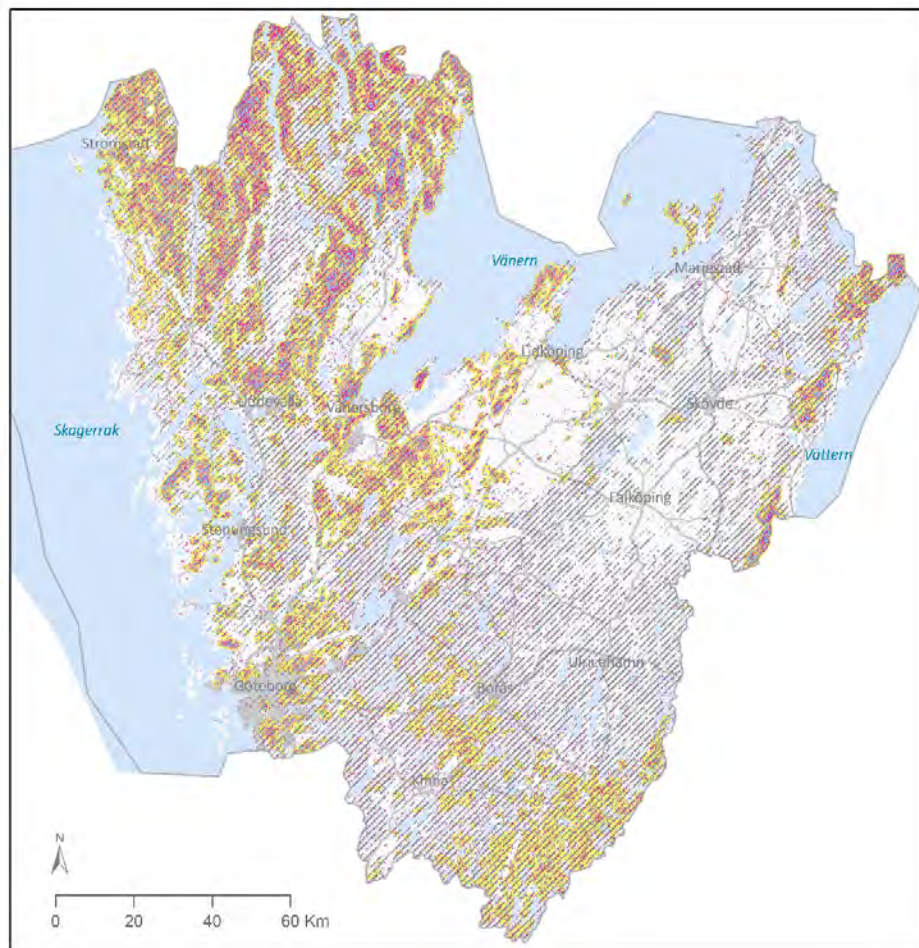 Strömstad
Vänern
Mariestad
Lidköping
Uddevalla
Vänersborg
Skövde
Skagerrak
Vättern
Falköping
Stenungsund
Ulricehamn
Göteborg
Borås
Kinna
N
0 20 40 60 Km